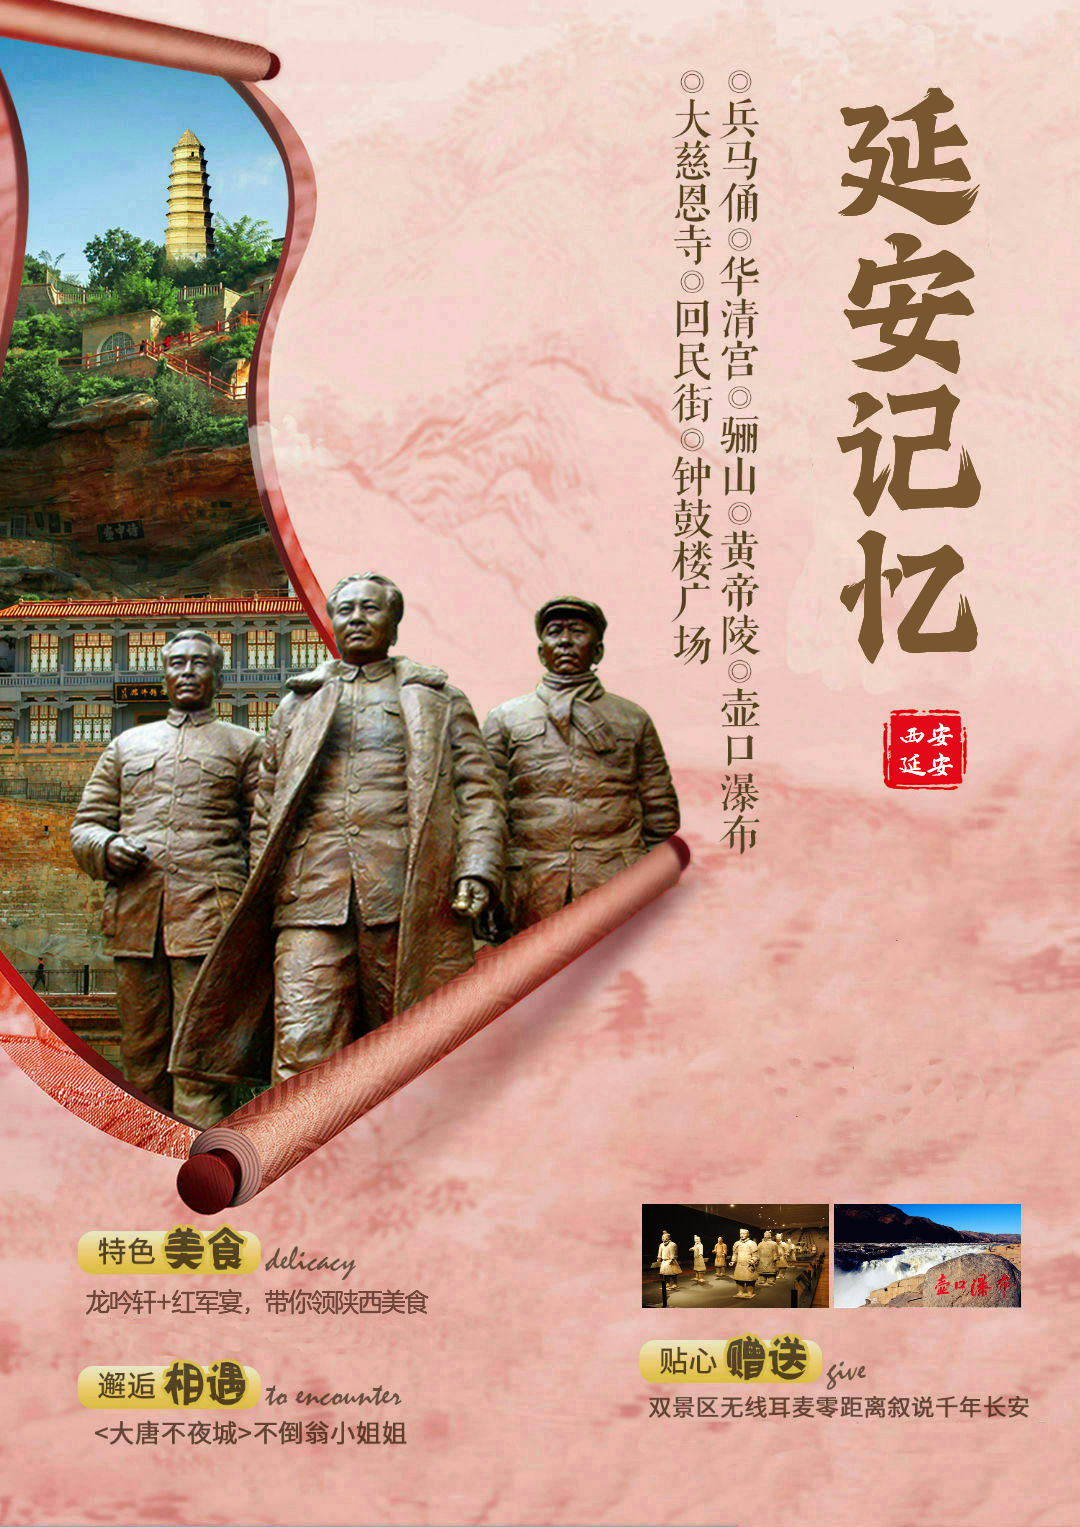 延安记忆
◎兵马俑◎华清宫◎骊山◎黄帝陵◎壶口瀑布
◎大慈恩寺◎回民街◎钟鼓楼广场
西安
延安
特色 美食 delicacy
龙吟轩+红军宴，带你领陕西美食
邂逅 相遇 to encounter
<大唐不夜城>不倒翁小姐姐
壶口瀑布
贴心 赠送 give
双景区无线耳麦零距离叙说千年长安